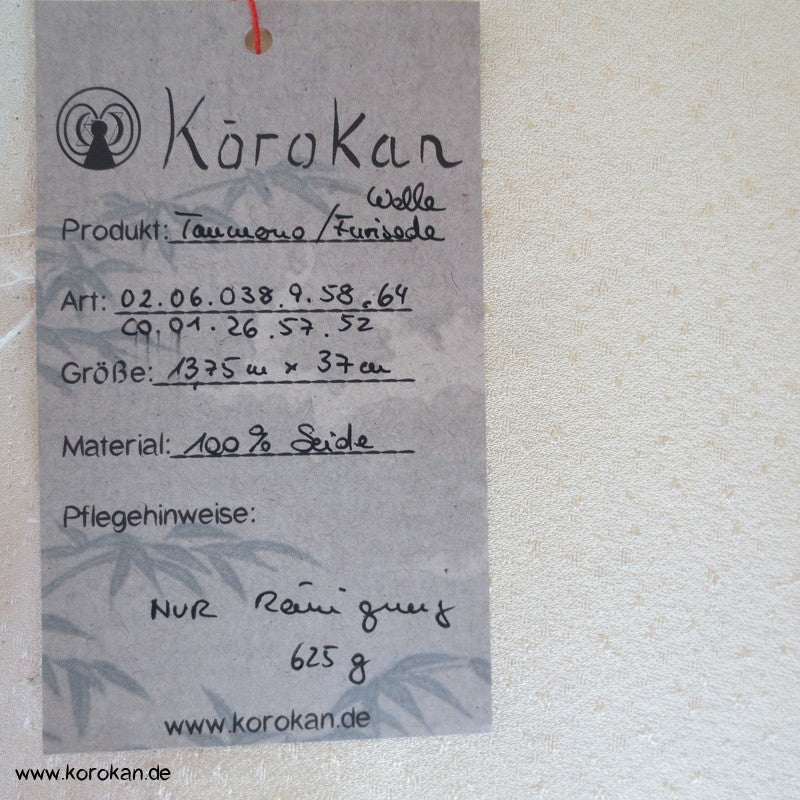 Kōrokan
Welle
Produkt: Tanmono / Furisode
Art: 02.06.038.9.58.64
09.01.26.57.52
Größe: 13,75 m x 37 cm
Material: 100% Seide
Pflegehinweise:
NUR Reinigung
625 g
www.korokan.de
www.korokan.de